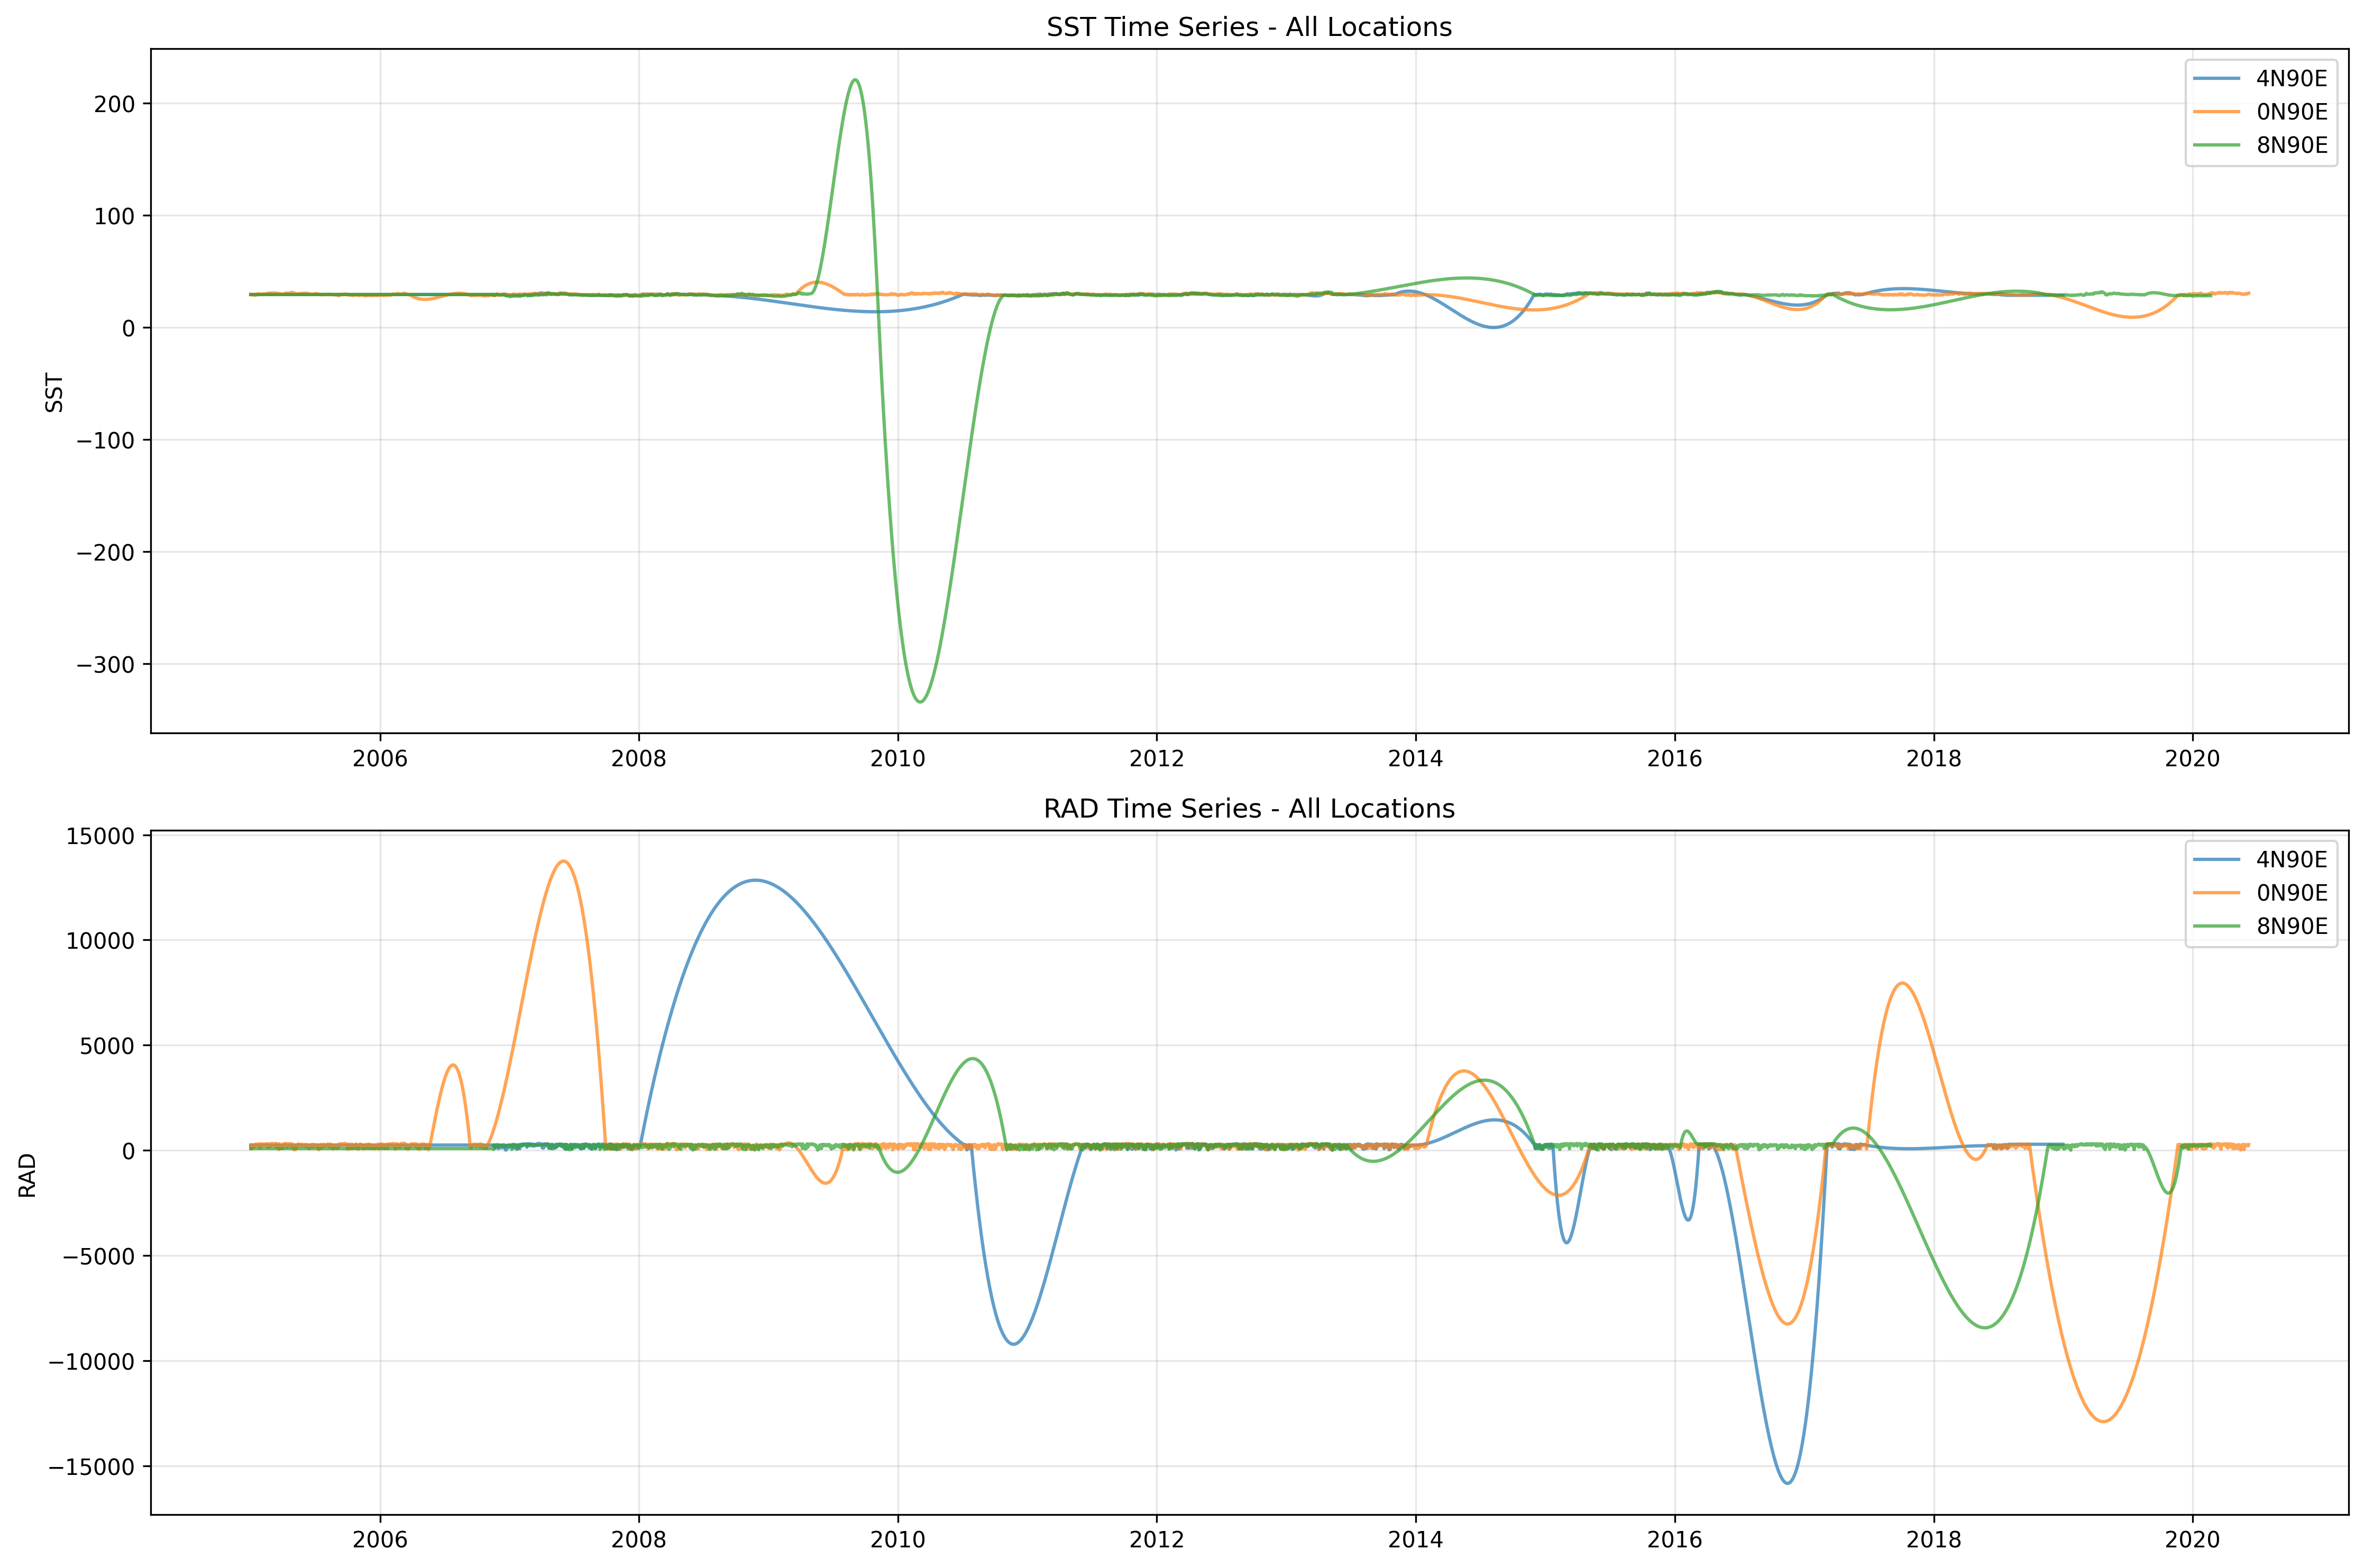 SST Time Series - All Locations
200
100
0
−100
−200
−300
SST
4N90E
0N90E
8N90E
2006 2008 2010 2012 2014 2016 2018 2020
RAD Time Series - All Locations
15000
10000
5000
0
−5000
−10000
−15000
RAD
4N90E
0N90E
8N90E
2006 2008 2010 2012 2014 2016 2018 2020